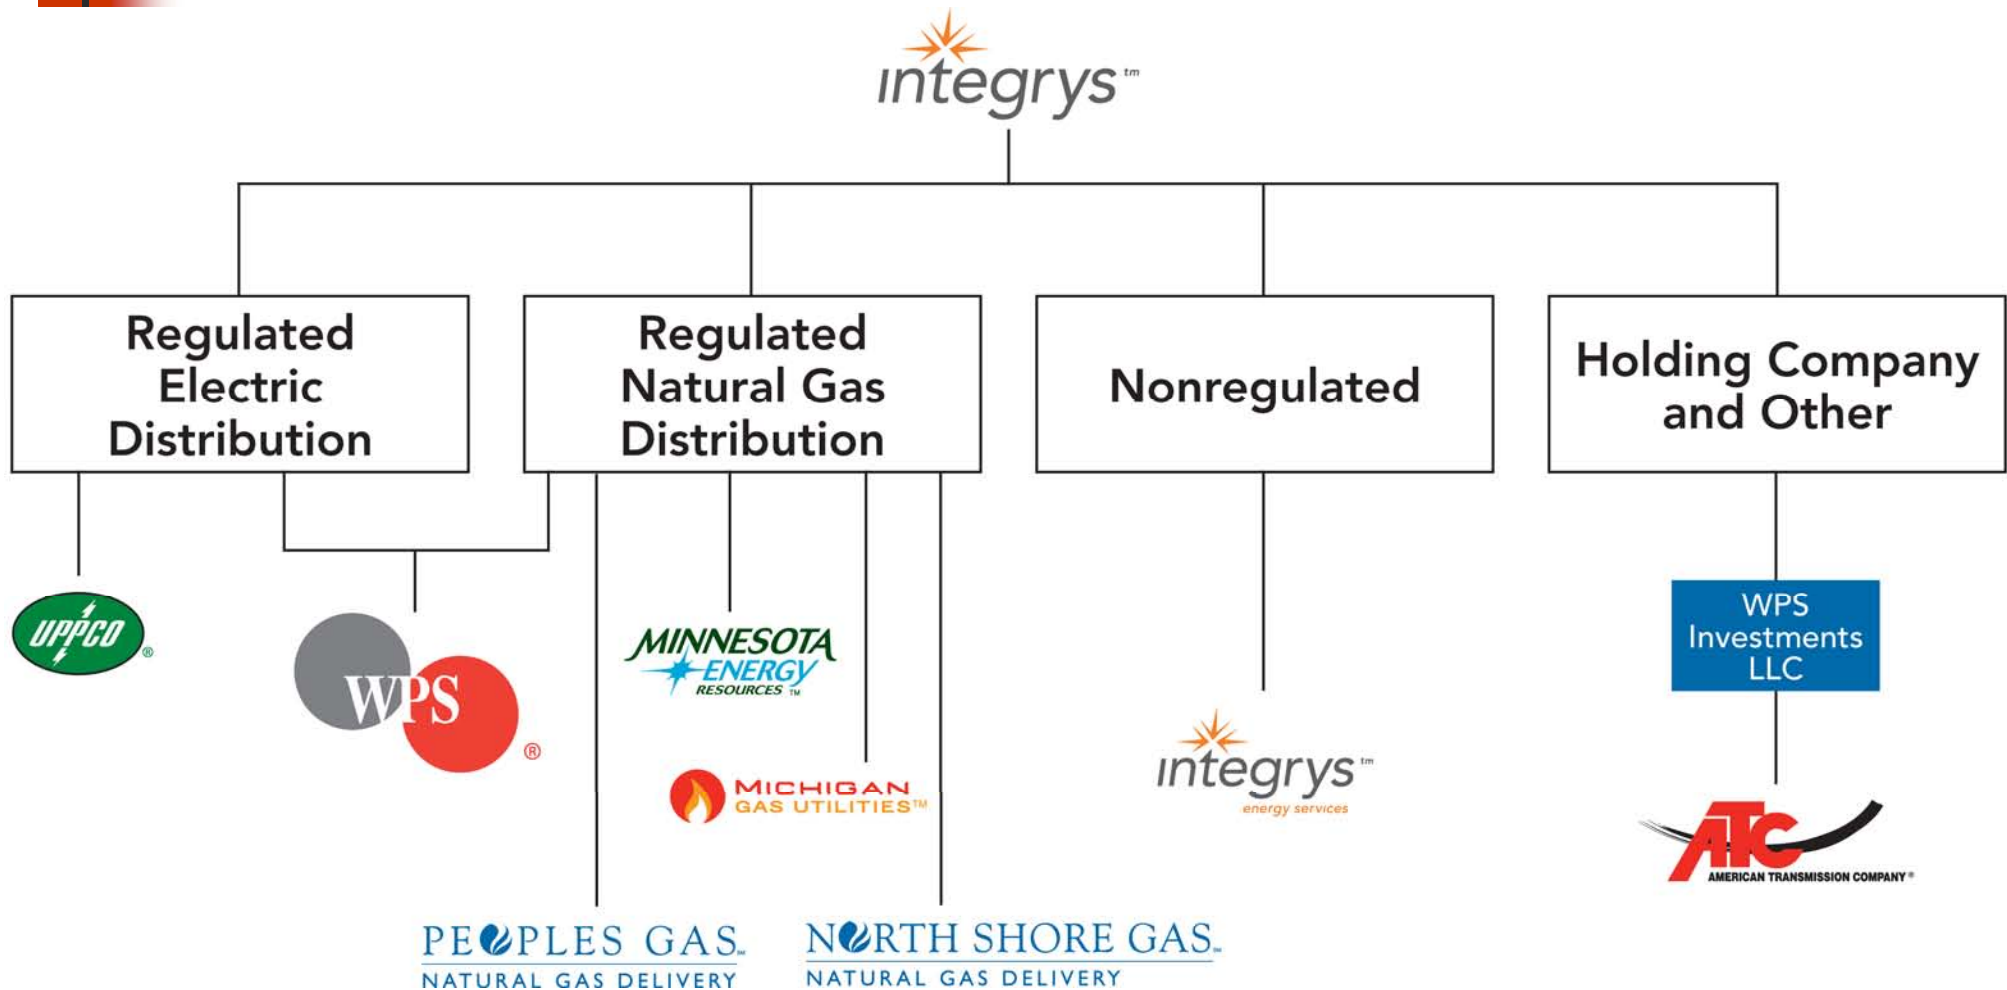 integrys™
Regulated
Electric
Distribution
Regulated
Natural Gas
Distribution
Nonregulated
Holding Company
and Other
UPPCO®
WPS®
MINNESOTA
ENERGY
RESOURCES™
MICHIGAN
GAS UTILITIES™
integrys™
energy services
WPS
Investments
LLC
ATC
AMERICAN TRANSMISSION COMPANY®
PEOPLES GAS℠
NATURAL GAS DELIVERY
NORTH SHORE GAS℠
NATURAL GAS DELIVERY